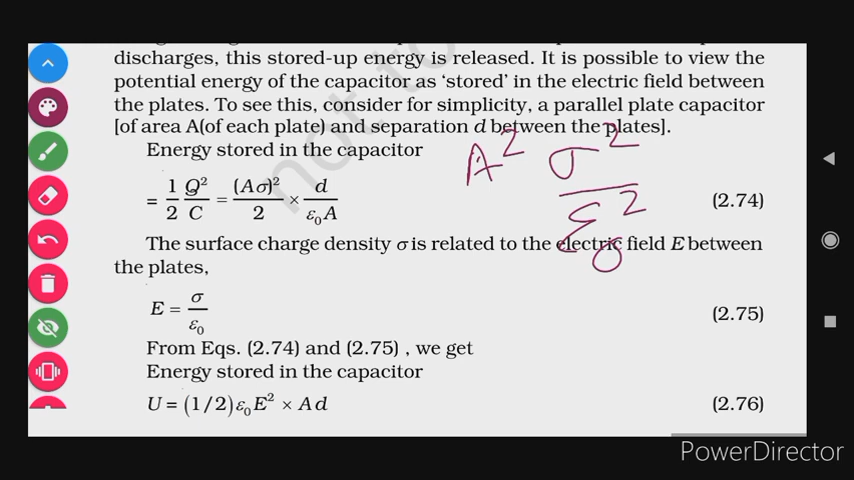 discharges, this stored-up energy is released. It is possible to view the
potential energy of the capacitor as ‘stored’ in the electric field between
the plates. To see this, consider for simplicity, a parallel plate capacitor
[of area A(of each plate) and separation d between the plates].
Energy stored in the capacitor
A² σ² / ε₀²
= 1/2 Q²/C = (Aσ)²/2 × d/ε₀A (2.74)
The surface charge density σ is related to the electric field E between
the plates,
E = σ/ε₀ (2.75)
From Eqs. (2.74) and (2.75) , we get
Energy stored in the capacitor
U = (1/2)ε₀E² × Ad (2.76)
PowerDirector